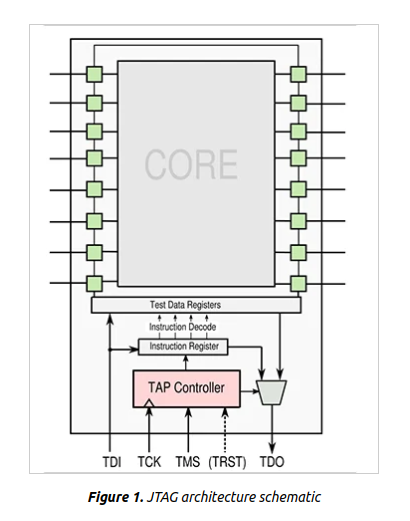 CORE
Test Data Registers
Instruction Decode
Instruction Register
TAP Controller
TDI TCK TMS (TRST) TDO
Figure 1. JTAG architecture schematic